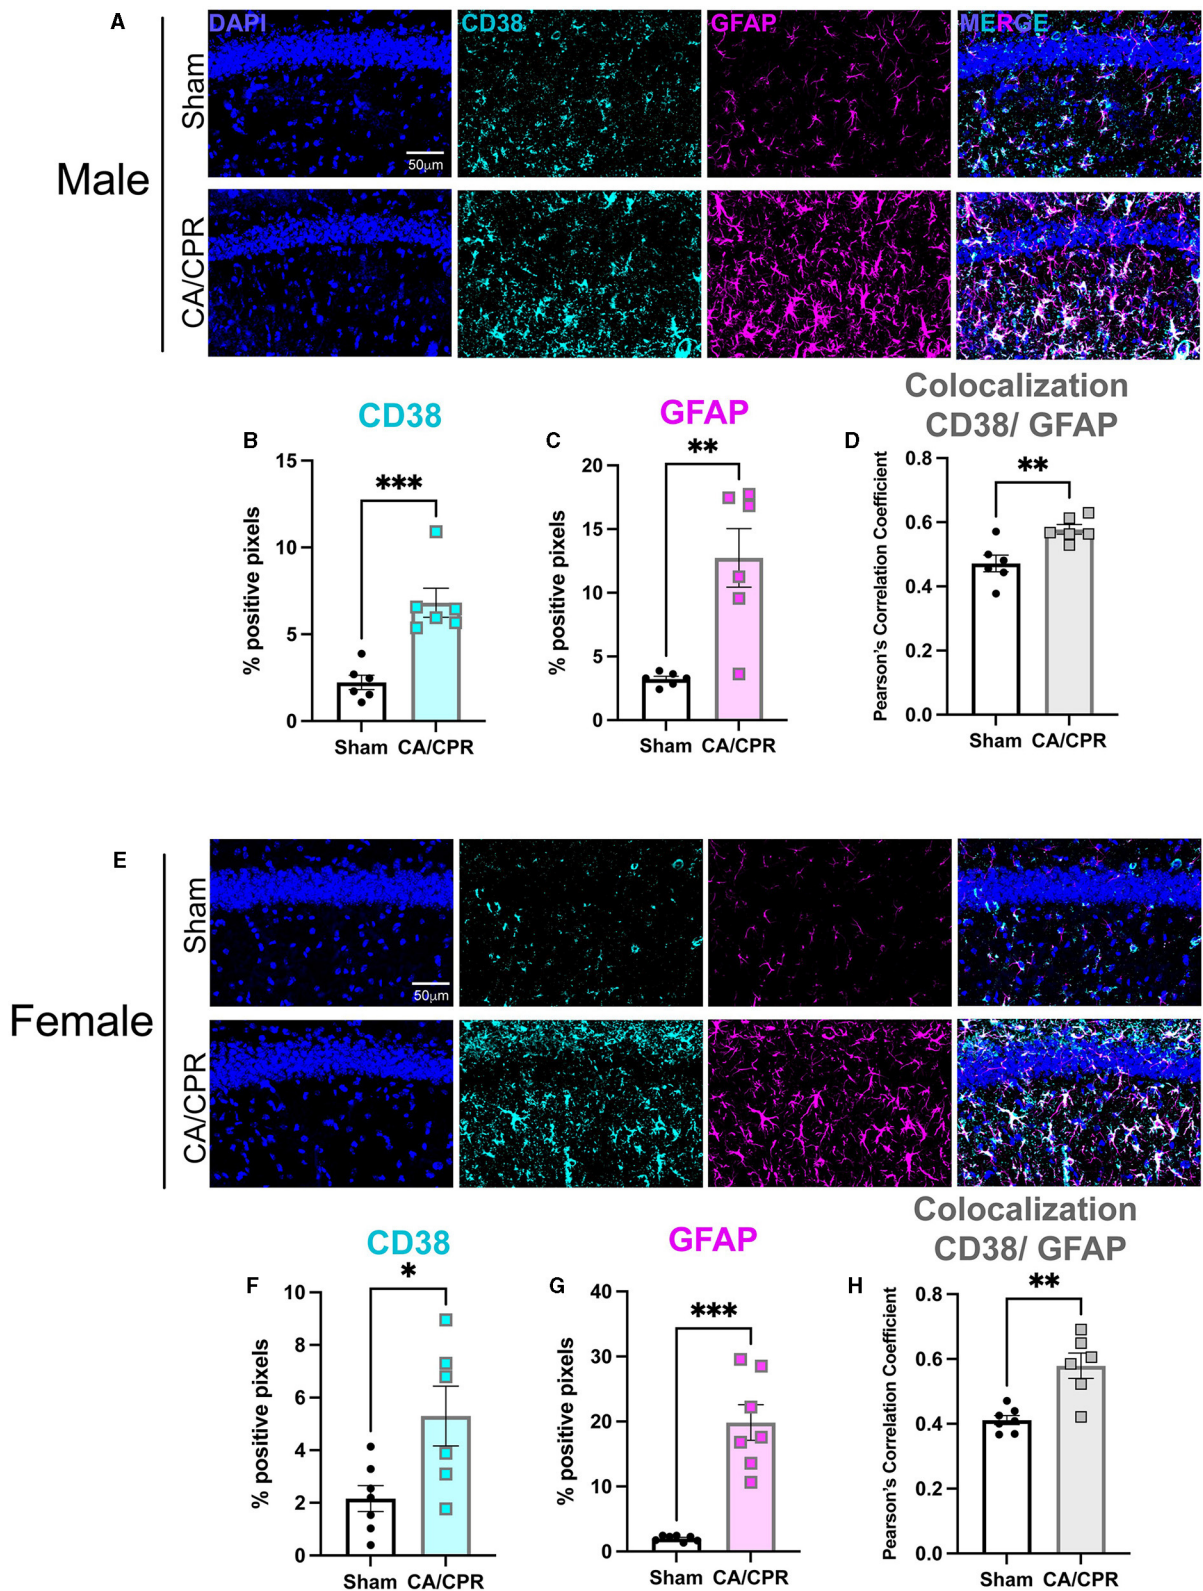 A
DAPI
CD38
GFAP
MERGE
Male
Sham
50μm
CA/CPR
B
CD38
% positive pixels
15
10
5
0
***
Sham CA/CPR
C
GFAP
% positive pixels
20
15
10
5
0
**
Sham CA/CPR
D
Colocalization
CD38/ GFAP
Pearson's Correlation Coefficient
0.8
0.6
0.4
0.2
0.0
**
Sham CA/CPR
E
Female
Sham
50μm
CA/CPR
F
CD38
% positive pixels
10
8
6
4
2
0
*
Sham CA/CPR
G
GFAP
% positive pixels
40
30
20
10
0
***
Sham CA/CPR
H
Colocalization
CD38/ GFAP
Pearson's Correlation Coefficient
0.8
0.6
0.4
0.2
0.0
**
Sham CA/CPR